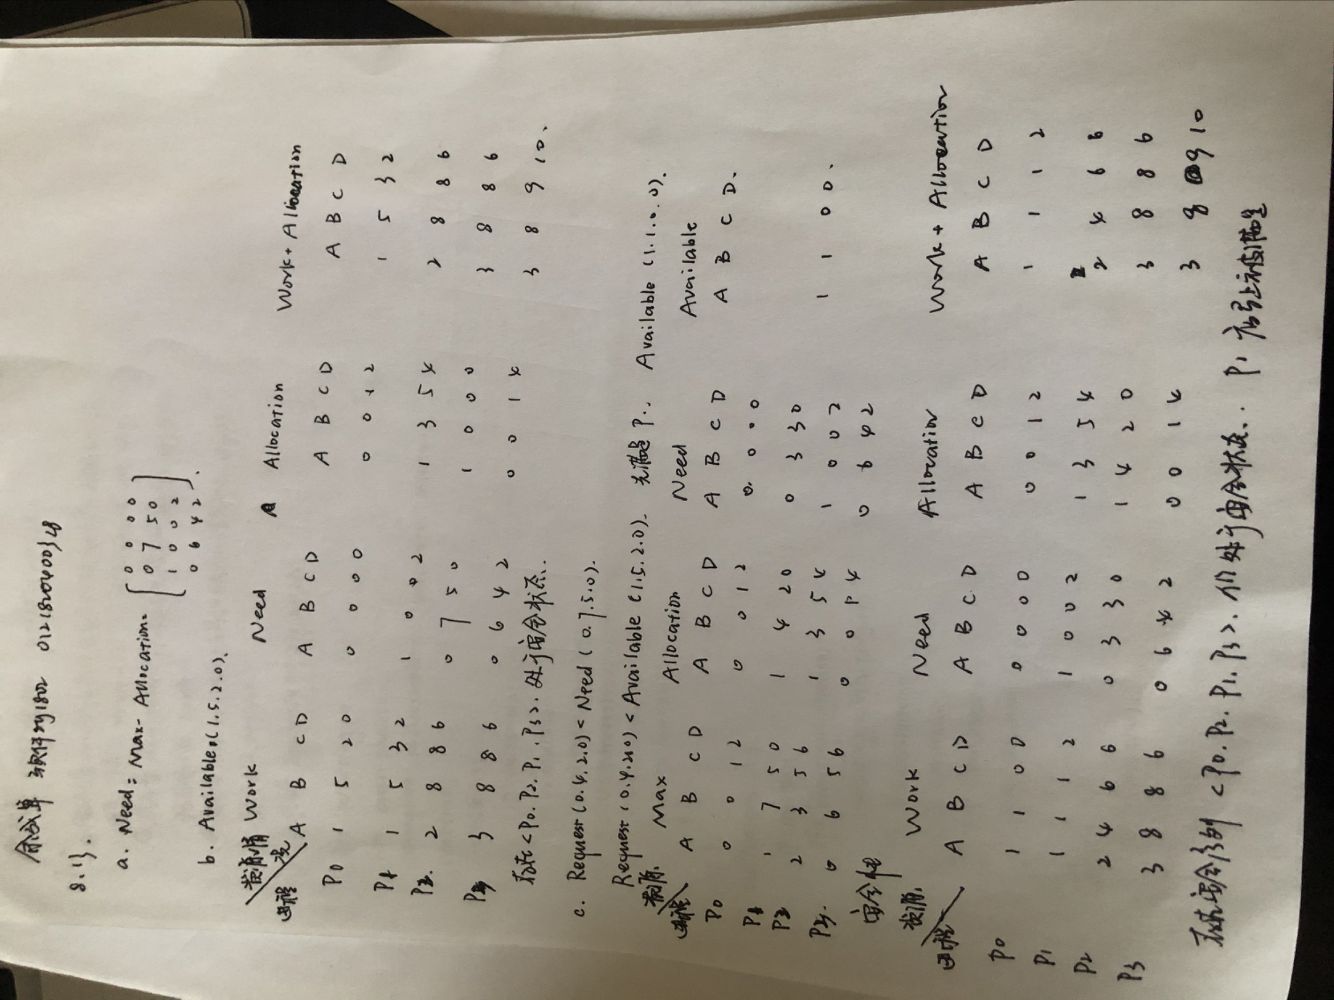 余成单 软件zy1802 0121820400328
8.13.
a. Need = Max - Allocation =
0 0 0 0
0 7 5 0
1 0 0 2
0 6 4 2
b. Available = (1.5.2.0).
资源情况 Work Need Allocation Work + Allocation
进程 A B C D A B C D A B C D A B C D
P0 1 5 2 0 0 0 0 0 0 0 1 2 1 5 3 2
P1 1 5 3 2 1 0 0 2 1 3 5 4 2 8 8 6
P2. 2 8 8 6 0 7 5 0 1 0 0 0 3 8 8 6
P3 3 8 8 6 0 6 4 2 0 0 1 4 3 8 9 10.
存在<P0.P2.P1.P3>.处于安全状态.
c. Request(0.4.2.0) < Need (0.7.5.0).
Request(0.4.2.0) < Available (1.5.2.0). 先满足P1. Available (1.1.0.0).
资源 Max Allocation Need Available
进程 A B C D A B C D A B C D A B C D.
P0 0 0 1 2 0 0 1 2 0. 0 0 0
P1 1 7 5 0 1 4 2 0 0 3 3 0
P2 2 3 5 6 1 3 5 4 1 0 0 2 1 1 0 0.
P3. 0 6 5 6 0 0 1 4 0 6 4 2
安全性
资源 Work Need Allocation Work + Allocation
进程 A B C D A B C D A B C D A B C D
P0 1 1 0 0 0 0 0 0 0 0 1 2 1 1 1 2
P1 1 1 1 2 1 0 0 2 1 3 5 4 2 4 6 6
P2 2 4 6 6 0 3 3 0 1 4 2 0 3 8 8 6
P3 3 8 8 6 0 6 4 2 0 0 1 4 3 8 9 10
存在安全序列 <P0.P2.P1.P3>. 仍处于安全状态. P1 应马上被满足